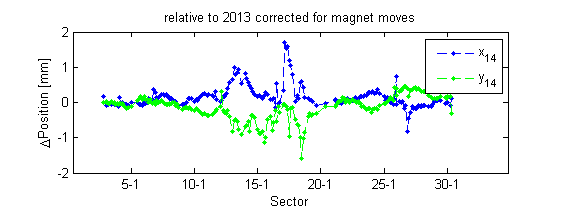 relative to 2013 corrected for magnet moves
ΔPosition [mm]
2
1
0
-1
-2
x14
y14
5-1 10-1 15-1 20-1 25-1 30-1
Sector